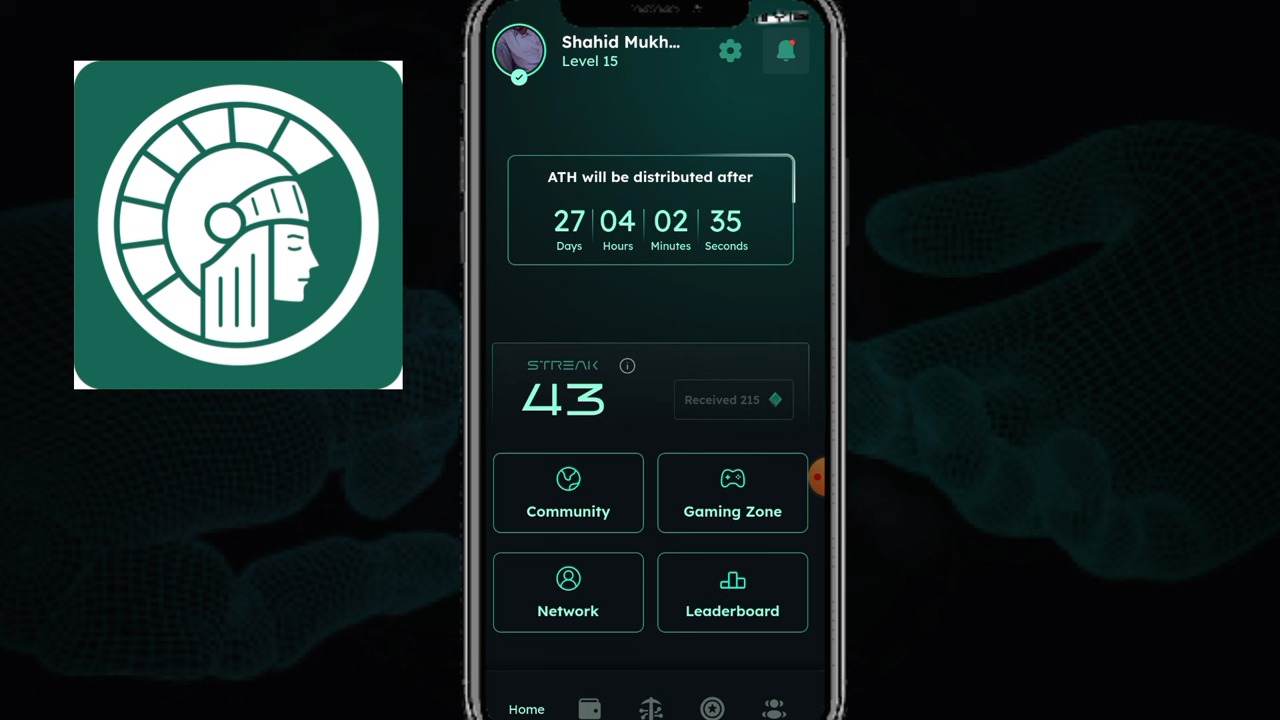 Shahid Mukh...
Level 15
ATH will be distributed after
27 04 02 35
Days Hours Minutes Seconds
STREAK
43
Received 215
Community
Gaming Zone
Network
Leaderboard
Home